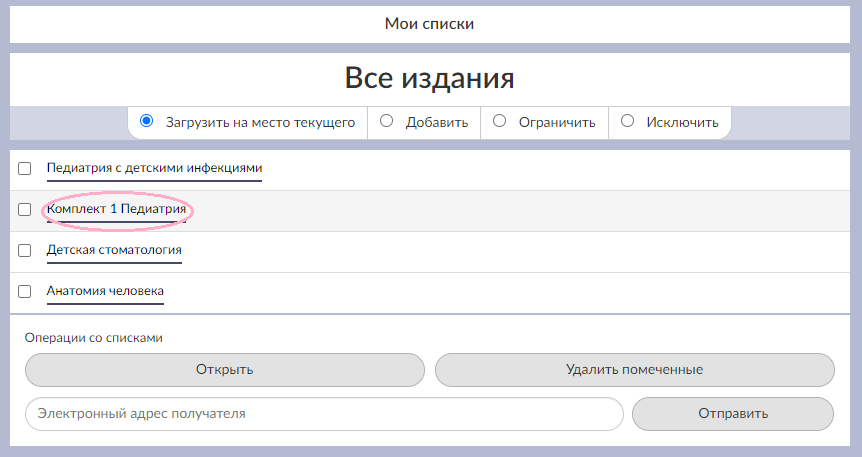 Мои списки
Все издания
Загрузить на место текущего Добавить Ограничить Исключить
Педиатрия с детскими инфекциями
Комплект 1 Педиатрия
Детская стоматология
Анатомия человека
Операции со списками
Открыть Удалить помеченные
Электронный адрес получателя Отправить